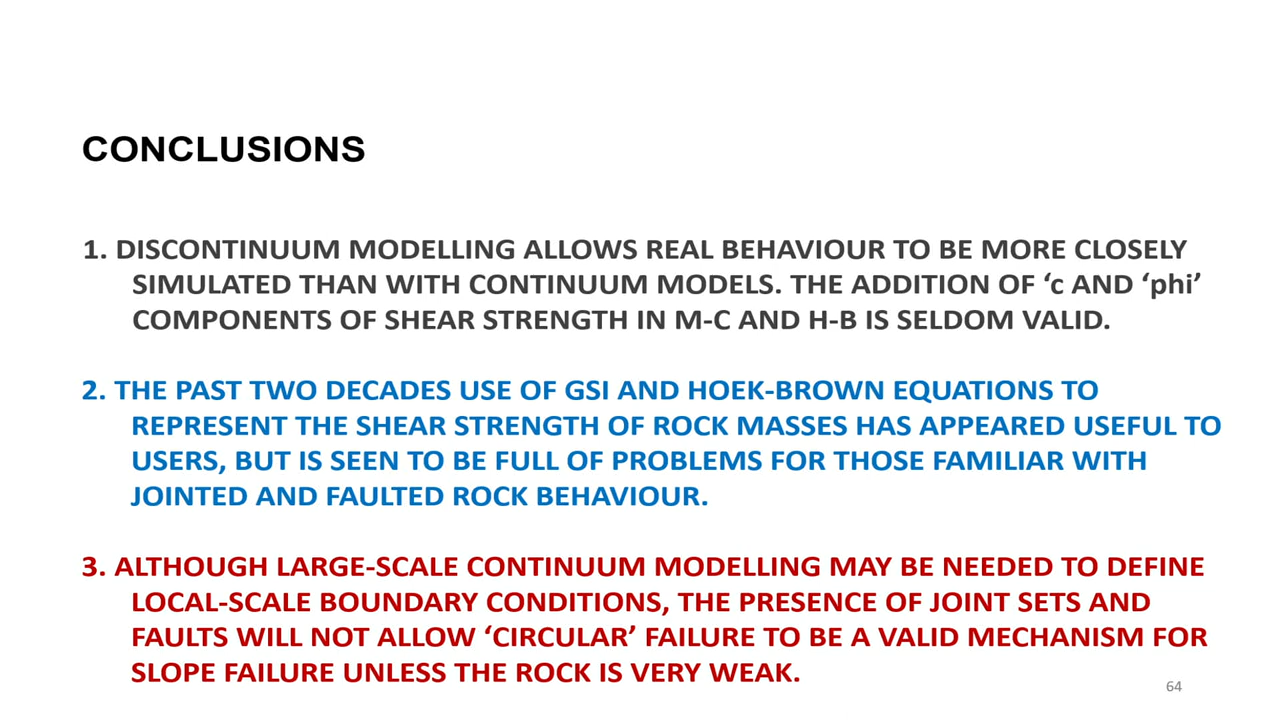 CONCLUSIONS
1. DISCONTINUUM MODELLING ALLOWS REAL BEHAVIOUR TO BE MORE CLOSELY
SIMULATED THAN WITH CONTINUUM MODELS. THE ADDITION OF ‘c AND ‘phi’
COMPONENTS OF SHEAR STRENGTH IN M-C AND H-B IS SELDOM VALID.
2. THE PAST TWO DECADES USE OF GSI AND HOEK-BROWN EQUATIONS TO
REPRESENT THE SHEAR STRENGTH OF ROCK MASSES HAS APPEARED USEFUL TO
USERS, BUT IS SEEN TO BE FULL OF PROBLEMS FOR THOSE FAMILIAR WITH
JOINTED AND FAULTED ROCK BEHAVIOUR.
3. ALTHOUGH LARGE-SCALE CONTINUUM MODELLING MAY BE NEEDED TO DEFINE
LOCAL-SCALE BOUNDARY CONDITIONS, THE PRESENCE OF JOINT SETS AND
FAULTS WILL NOT ALLOW ‘CIRCULAR’ FAILURE TO BE A VALID MECHANISM FOR
SLOPE FAILURE UNLESS THE ROCK IS VERY WEAK.
64